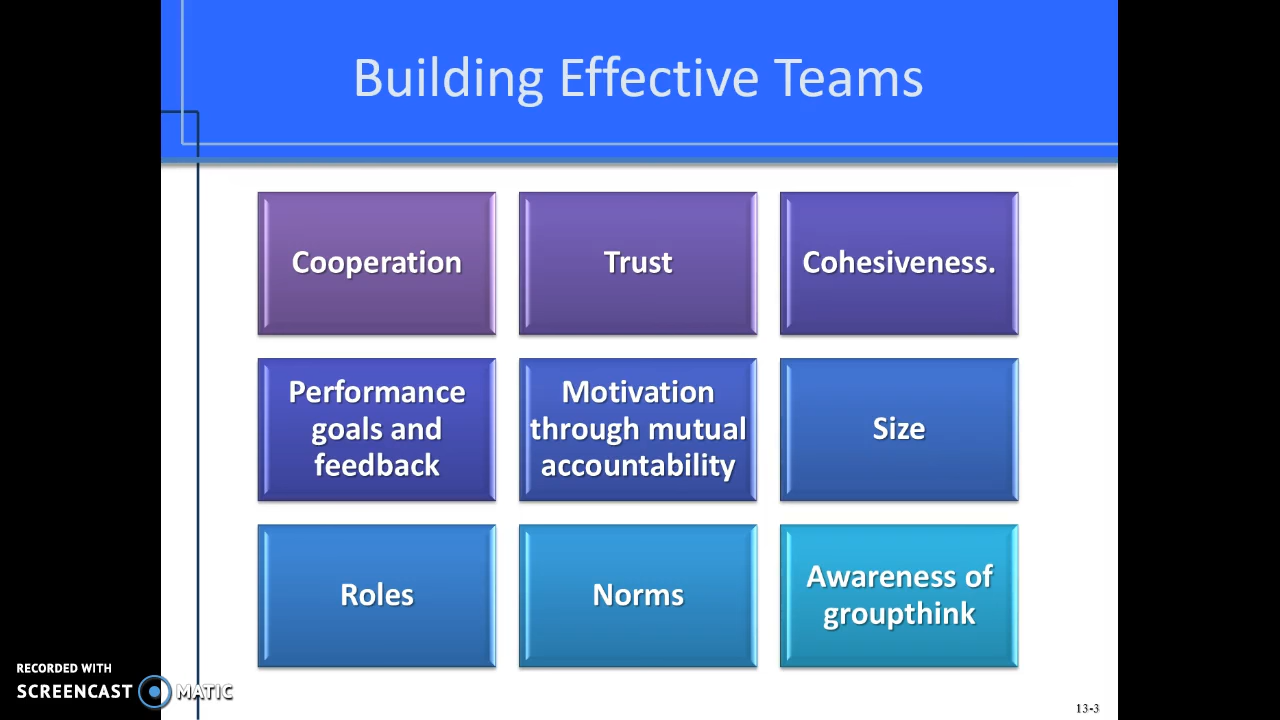 Building Effective Teams
Cooperation
Trust
Cohesiveness.
Performance
goals and
feedback
Motivation
through mutual
accountability
Size
Roles
Norms
Awareness of
groupthink
RECORDED WITH
SCREENCAST MATIC
13-3